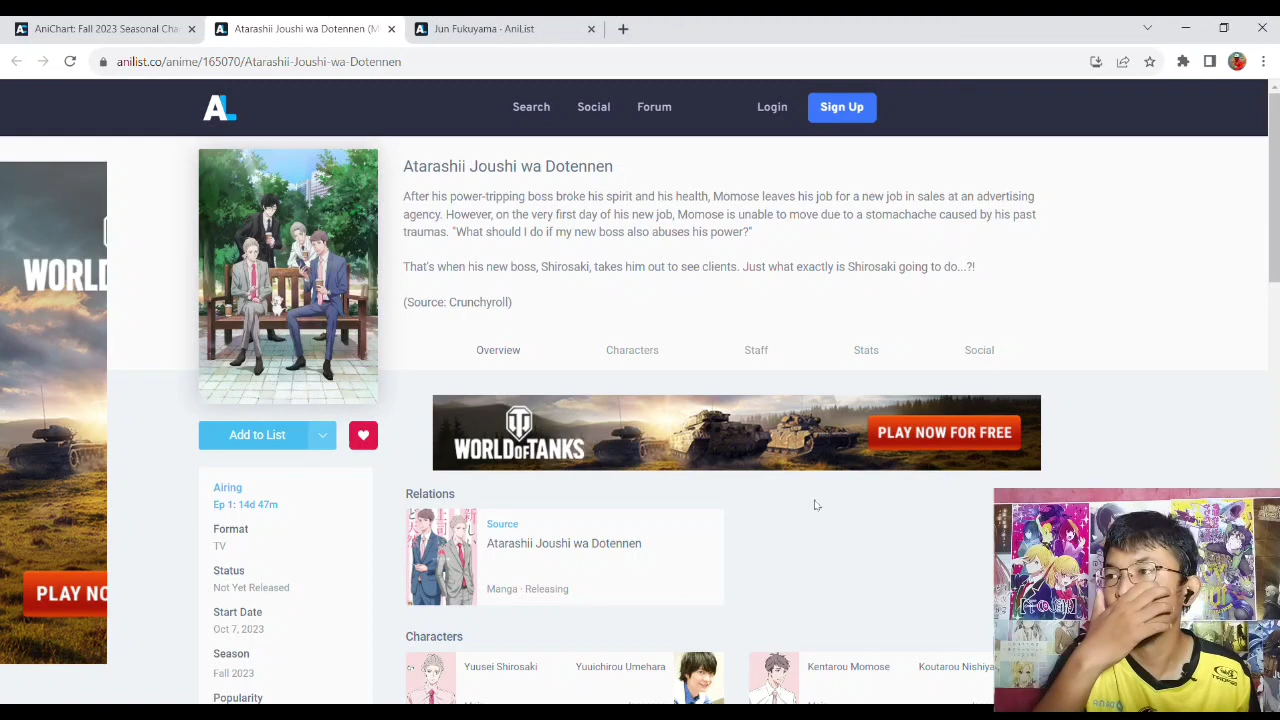 AniChart: Fall 2023 Seasonal Cha
Atarashii Joushi wa Dotennen (M
Jun Fukuyama · AniList
anilist.co/anime/165070/Atarashii-Joushi-wa-Dotennen
AL
Search
Social
Forum
Login
Sign Up
Atarashii Joushi wa Dotennen
After his power-tripping boss broke his spirit and his health, Momose leaves his job for a new job in sales at an advertising
agency. However, on the very first day of his new job, Momose is unable to move due to a stomachache caused by his past
traumas. "What should I do if my new boss also abuses his power?"
That's when his new boss, Shirosaki, takes him out to see clients. Just what exactly is Shirosaki going to do...?!
(Source: Crunchyroll)
Overview
Characters
Staff
Stats
Social
WORL
PLAY NO
WORLD OF TANKS
PLAY NOW FOR FREE
Add to List
Airing
Ep 1: 14d 47m
Format
TV
Status
Not Yet Released
Start Date
Oct 7, 2023
Season
Fall 2023
Popularity
Relations
Source
Atarashii Joushi wa Dotennen
Manga · Releasing
Characters
Yuusei Shirosaki
Yuuichirou Umehara
Kentarou Momose
Koutarou Nishiya